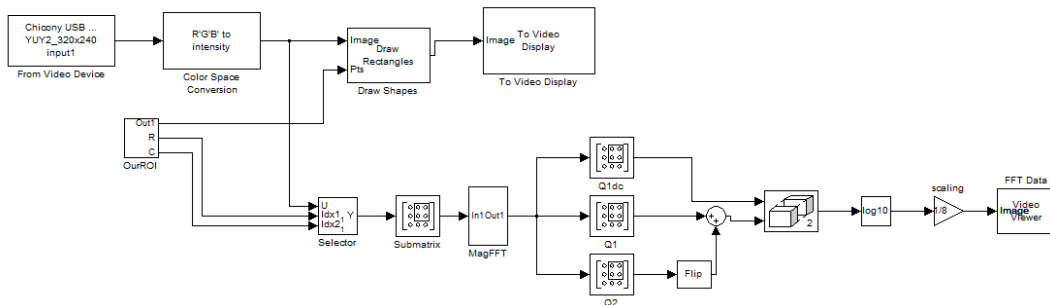 Chicony USB ...
YUY2_320x240
input1
From Video Device
R'G'B' to
intensity
Color Space
Conversion
Image
Pts
Draw
Rectangles
Draw Shapes
Image
To Video
Display
To Video Display
Out1
R
C
OurROI
U
Idx1
Idx2
1
1
Y
Selector
Submatrix
In1
Out1
MagFFT
Q1dc
Q1
Q2
Flip
2
log10
scaling
1/8
FFT Data
Video
Viewer
Image